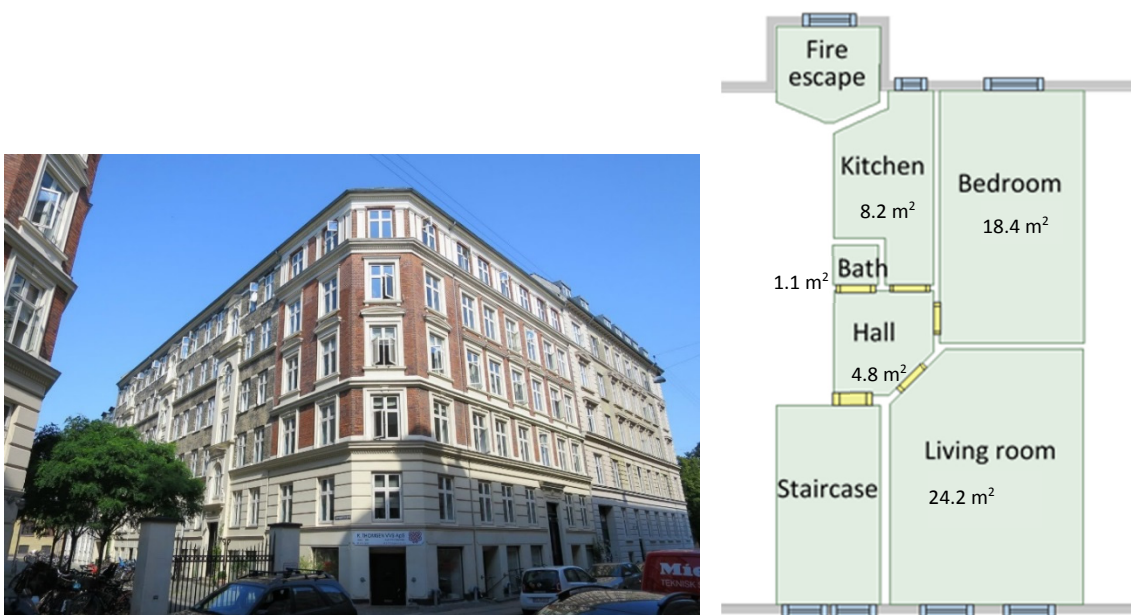 Fire
escape
Kitchen
8.2 m²
Bedroom
18.4 m²
Bath
1.1 m²
Hall
4.8 m²
Living room
24.2 m²
Staircase
TEKNISK